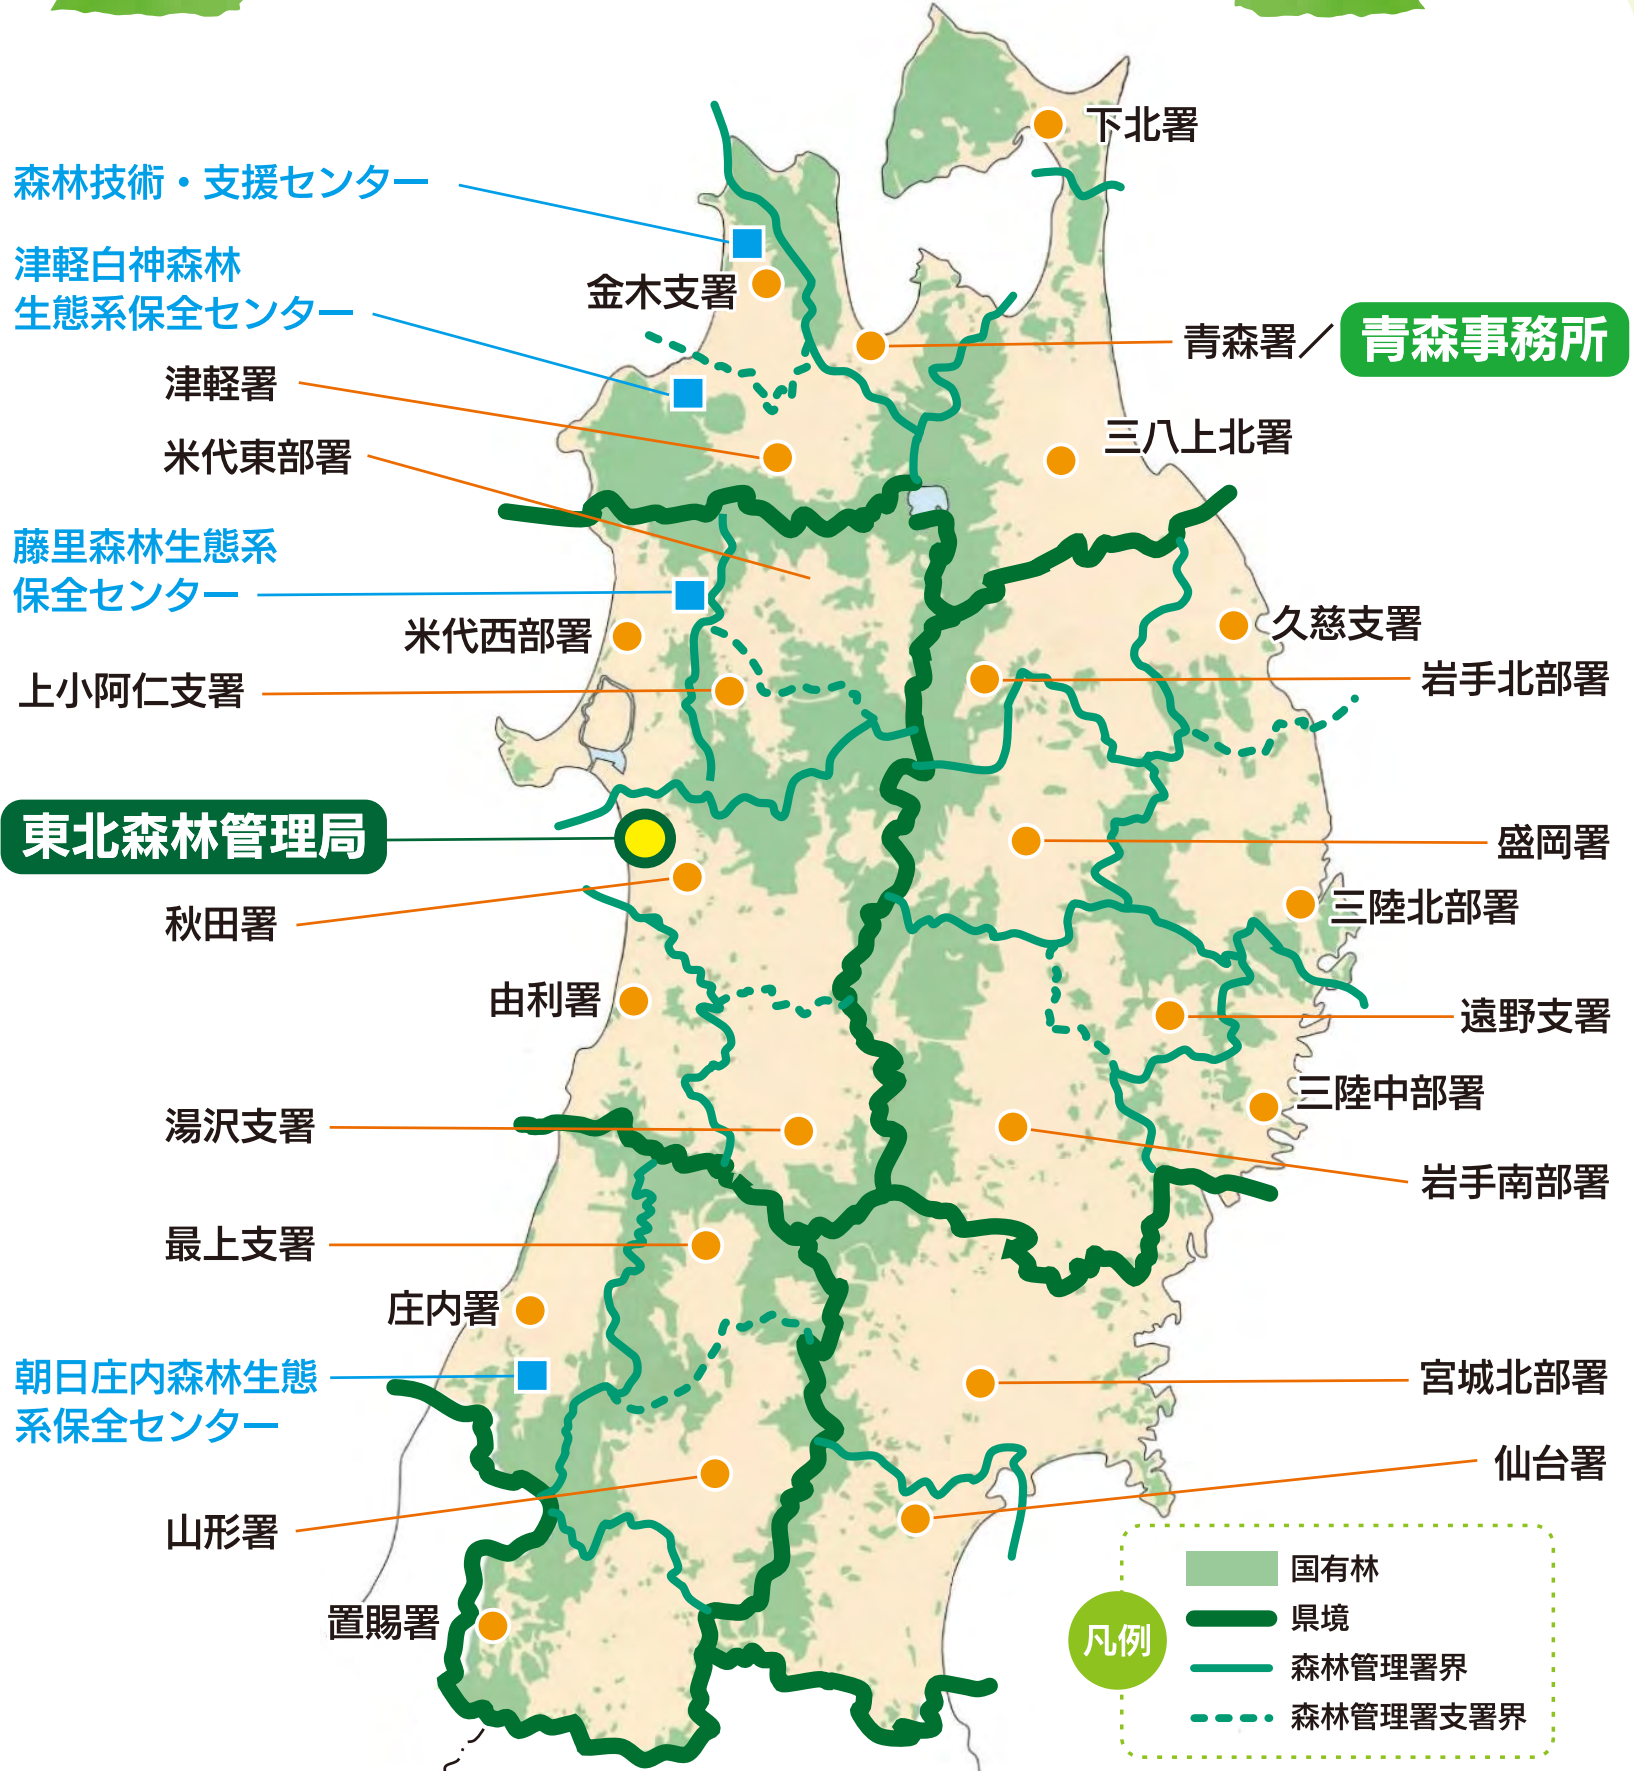 下北署
森林技術・支援センター
津軽白神森林
生態系保全センター
金木支署
青森署／青森事務所
津軽署
三八上北署
米代東部署
藤里森林生態系
保全センター
米代西部署
久慈支署
上小阿仁支署
岩手北部署
東北森林管理局
盛岡署
秋田署
三陸北部署
由利署
遠野支署
三陸中部署
湯沢支署
岩手南部署
最上支署
庄内署
朝日庄内森林生態
系保全センター
宮城北部署
仙台署
山形署
置賜署
凡例
国有林
県境
森林管理署界
森林管理署支署界